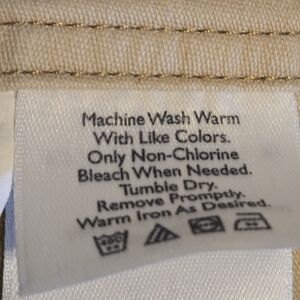 Machine Wash Warm
With Like Colors.
Only Non-Chlorine
Bleach When Needed.
Tumble Dry.
Remove Promptly.
Warm Iron As Desired.